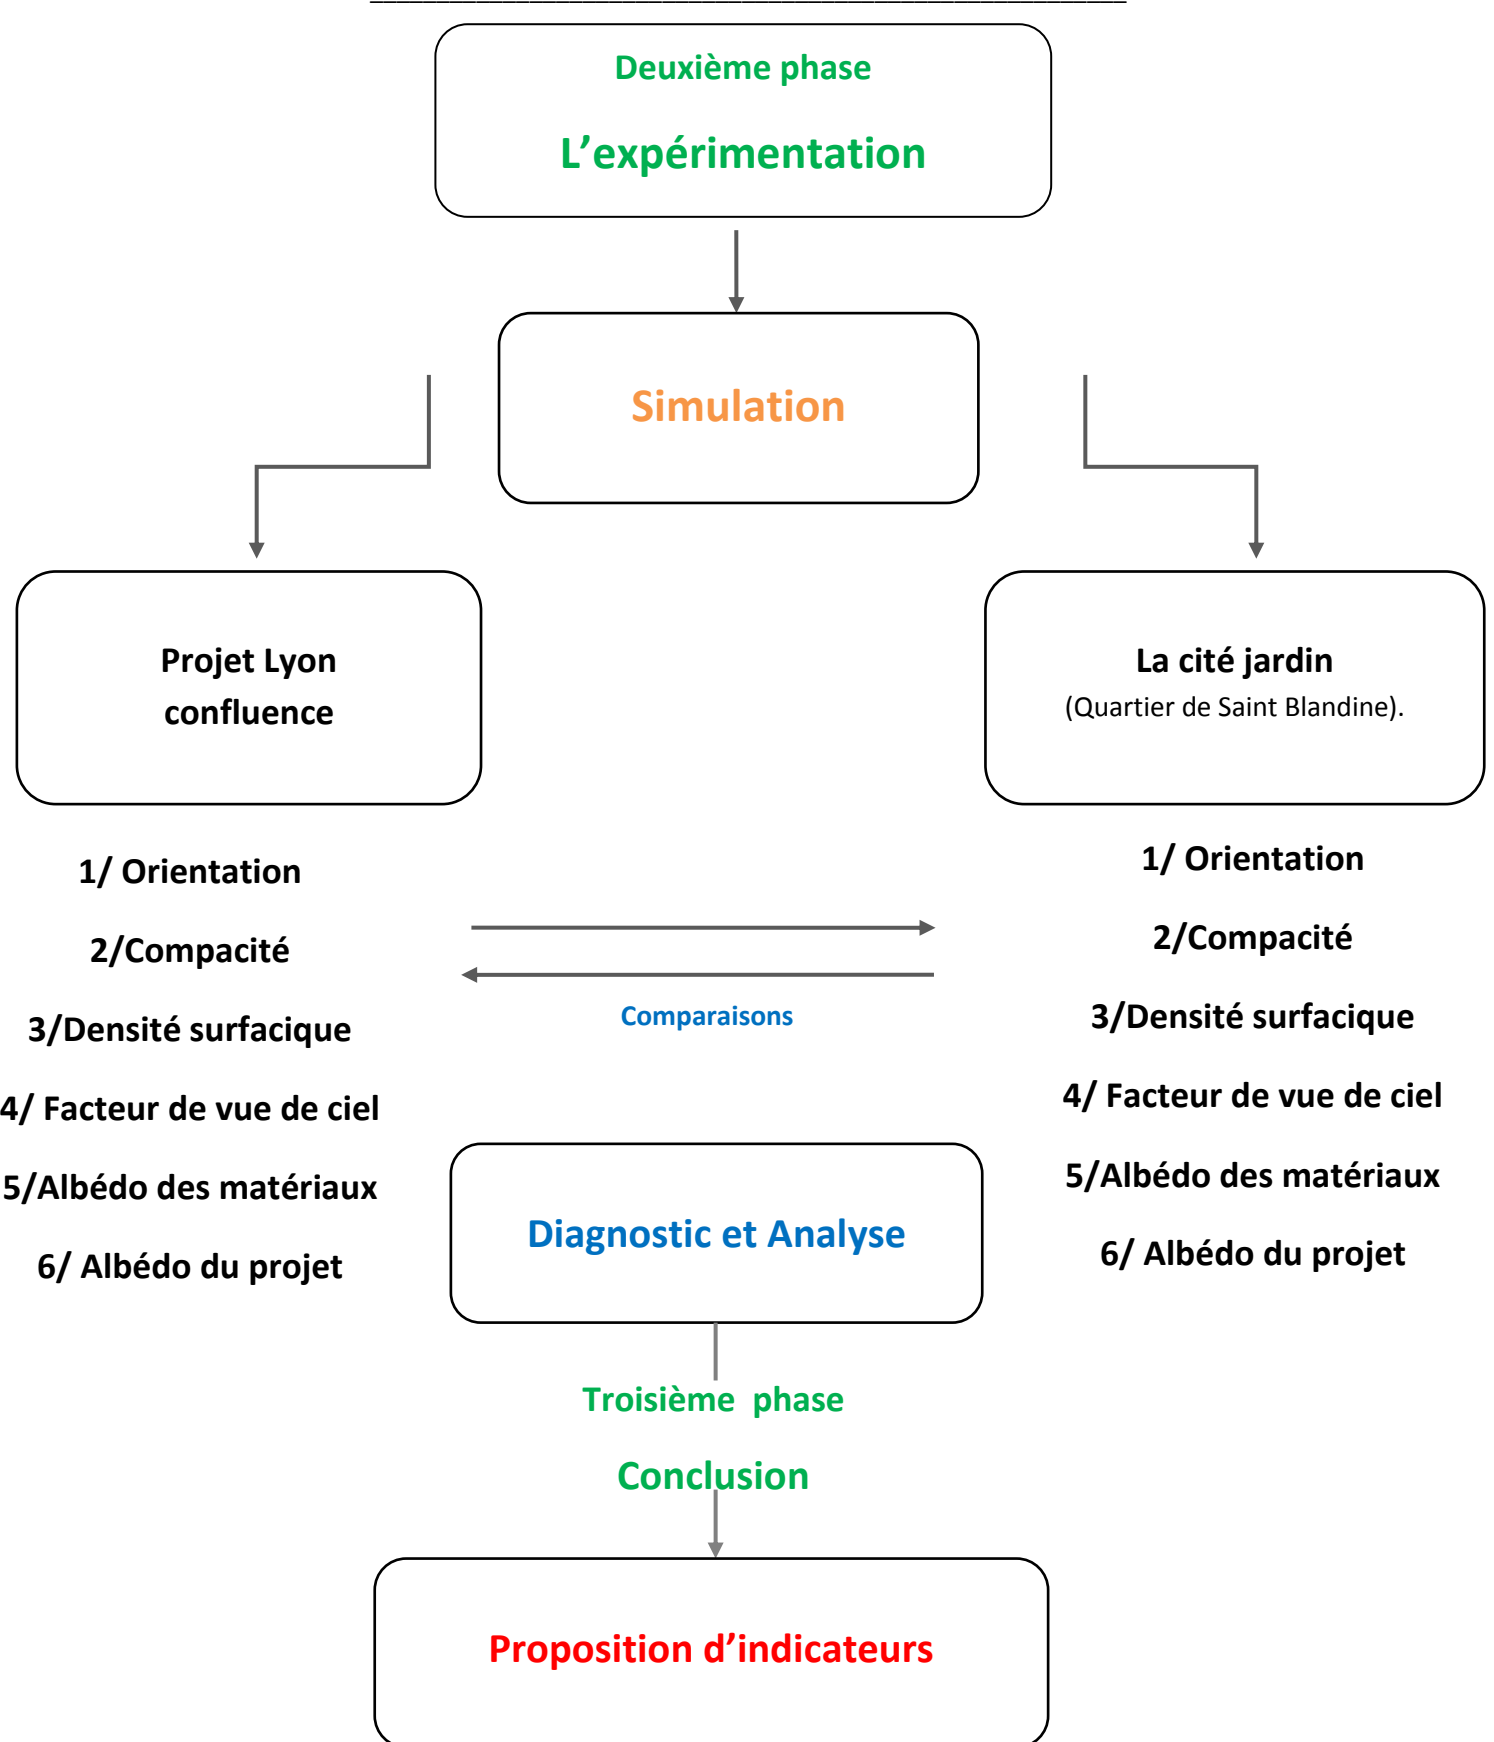 Deuxième phase
L’expérimentation
Simulation
Projet Lyon
confluence
La cité jardin
(Quartier de Saint Blandine).
1/ Orientation
2/Compacité
3/Densité surfacique
4/ Facteur de vue de ciel
5/Albédo des matériaux
6/ Albédo du projet
Comparaisons
1/ Orientation
2/Compacité
3/Densité surfacique
4/ Facteur de vue de ciel
5/Albédo des matériaux
6/ Albédo du projet
Diagnostic et Analyse
Troisième  phase
Conclusion
Proposition d’indicateurs